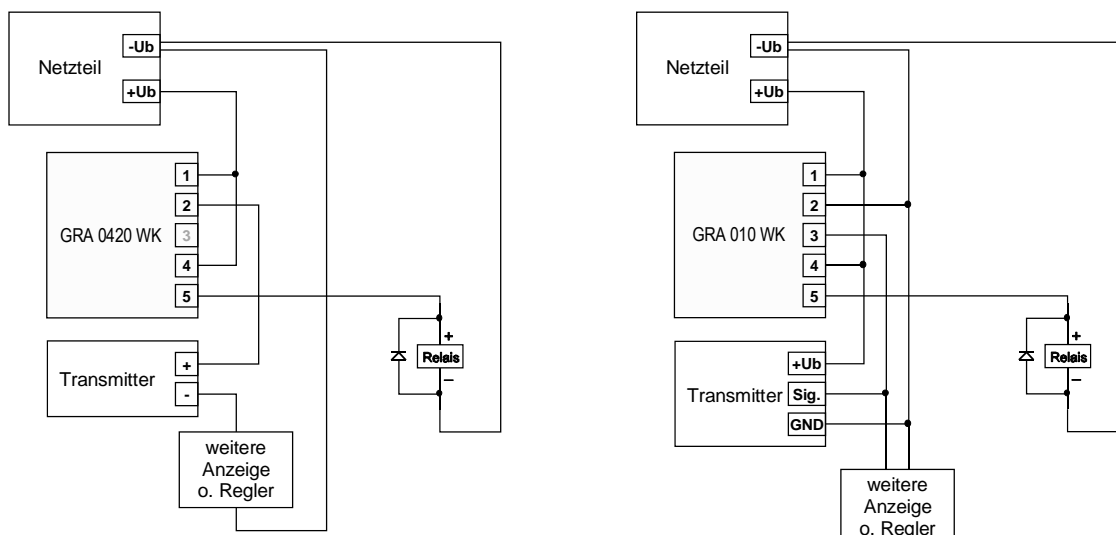 Netzteil
-Ub
+Ub
GRA 0420 WK
1
2
3
4
5
Transmitter
+
-
weitere
Anzeige
o. Regler
+
Relais
–
Netzteil
-Ub
+Ub
GRA 010 WK
1
2
3
4
5
Transmitter
+Ub
Sig.
GND
weitere
Anzeige
o. Regler
+
Relais
–